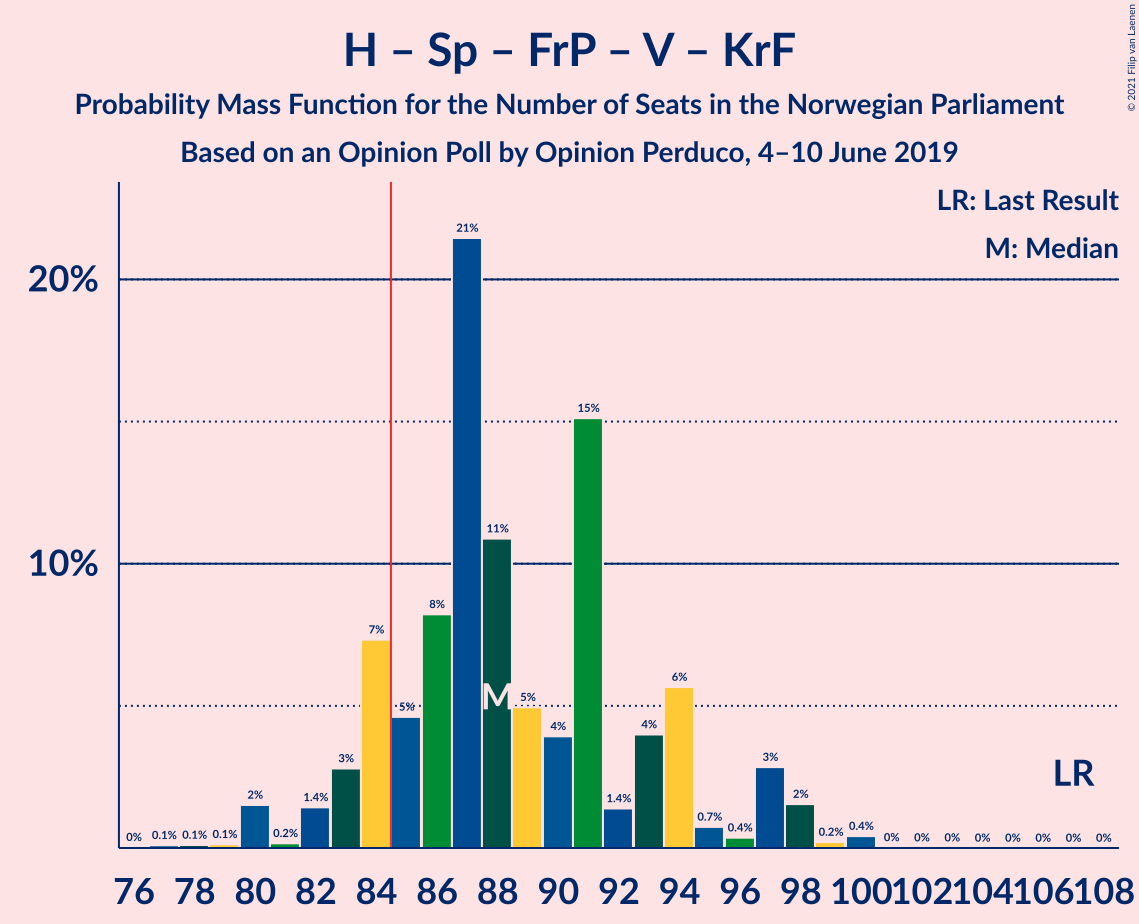 H – Sp – FrP – V – KrF
Probability Mass Function for the Number of Seats in the Norwegian Parliament
Based on an Opinion Poll by Opinion Perduco, 4–10 June 2019
© 2021 Filip van Laenen
LR: Last Result
M: Median
20%
10%
0% 0.1% 0.1% 0.1% 2% 0.2% 1.4% 3% 7% 5% 8% 21% 11% 5% 4% 15% 1.4% 4% 6% 0.7% 0.4% 3% 2% 0.2% 0.4% 0% 0% 0% 0% 0% 0% 0% 0%
M
LR
76 78 80 82 84 86 88 90 92 94 96 98 100 102 104 106 108